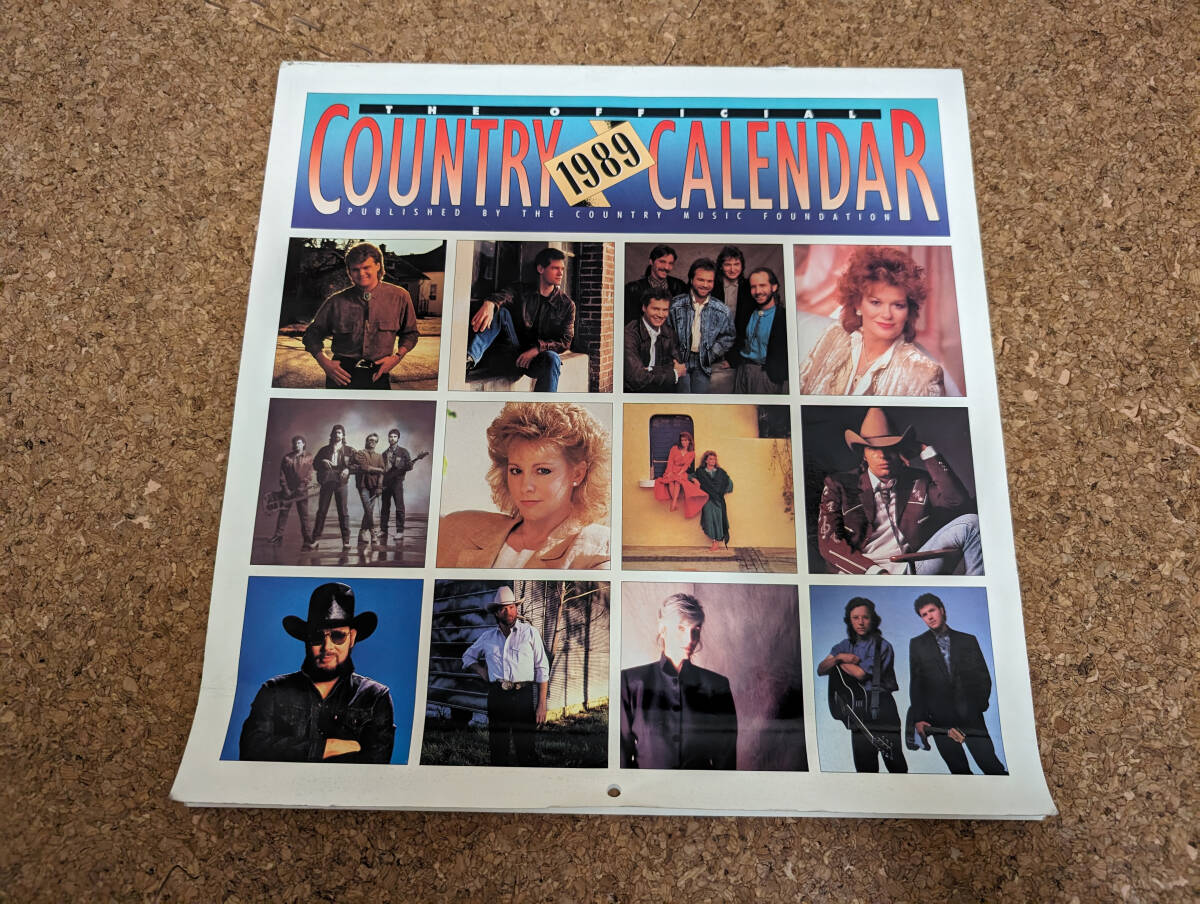 THE OFFICIAL
COUNTRY 1989 CALENDAR
PUBLISHED BY THE COUNTRY MUSIC FOUNDATION